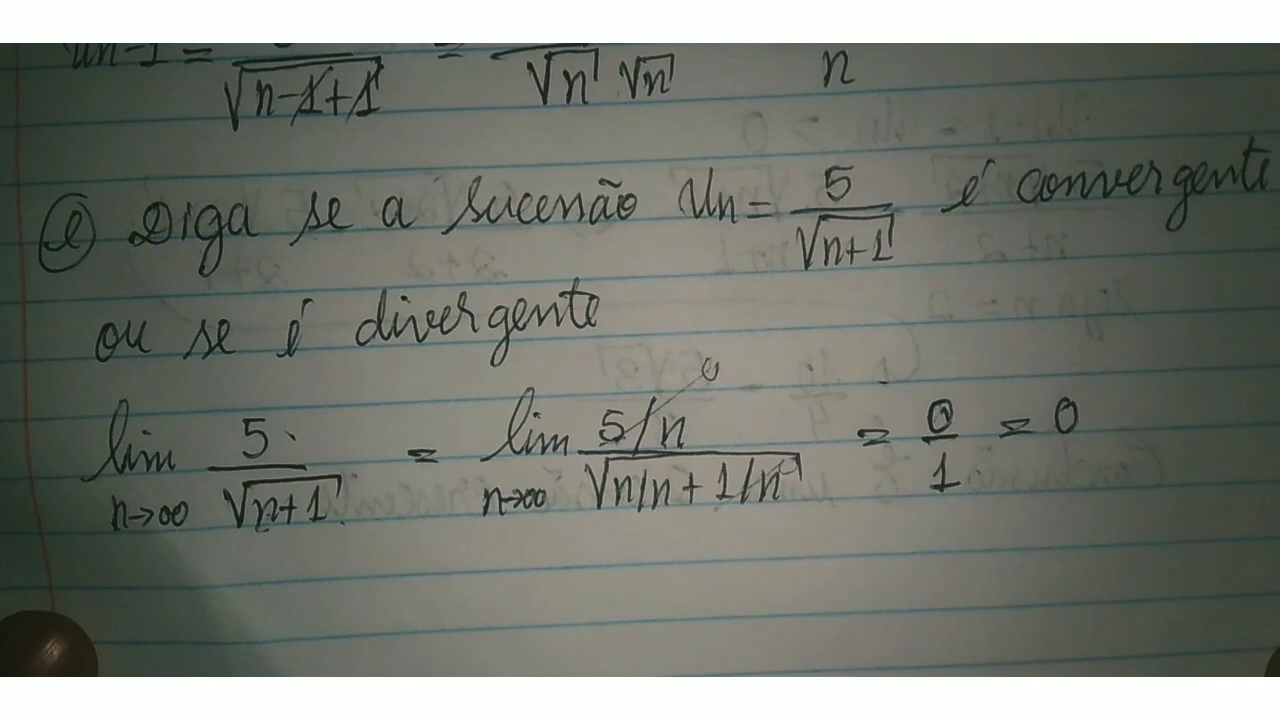 un-1 = /√n-1+1 = /√n √n n
e) Diga se a sucessão Un = 5/√n+1 é convergente
ou se é divergente
lim n→∞ 5/√n+1 = lim n→∞ 5/n/√n/n + 1/n = 0/1 = 0